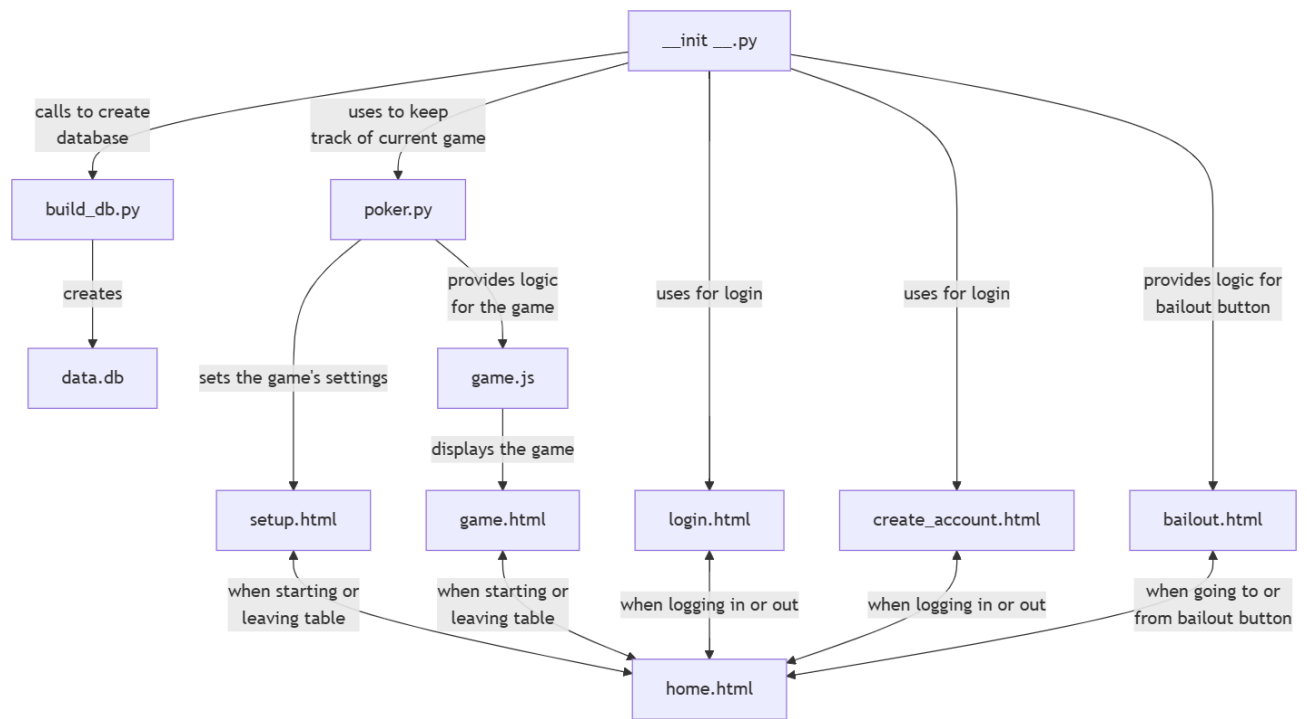 __init __.py
calls to create
database
uses to keep
track of current game
build_db.py
poker.py
creates
provides logic
for the game
uses for login
uses for login
provides logic for
bailout button
data.db
sets the game's settings
game.js
displays the game
setup.html
game.html
login.html
create_account.html
bailout.html
when starting or
leaving table
when starting or
leaving table
when logging in or out
when logging in or out
when going to or
from bailout button
home.html